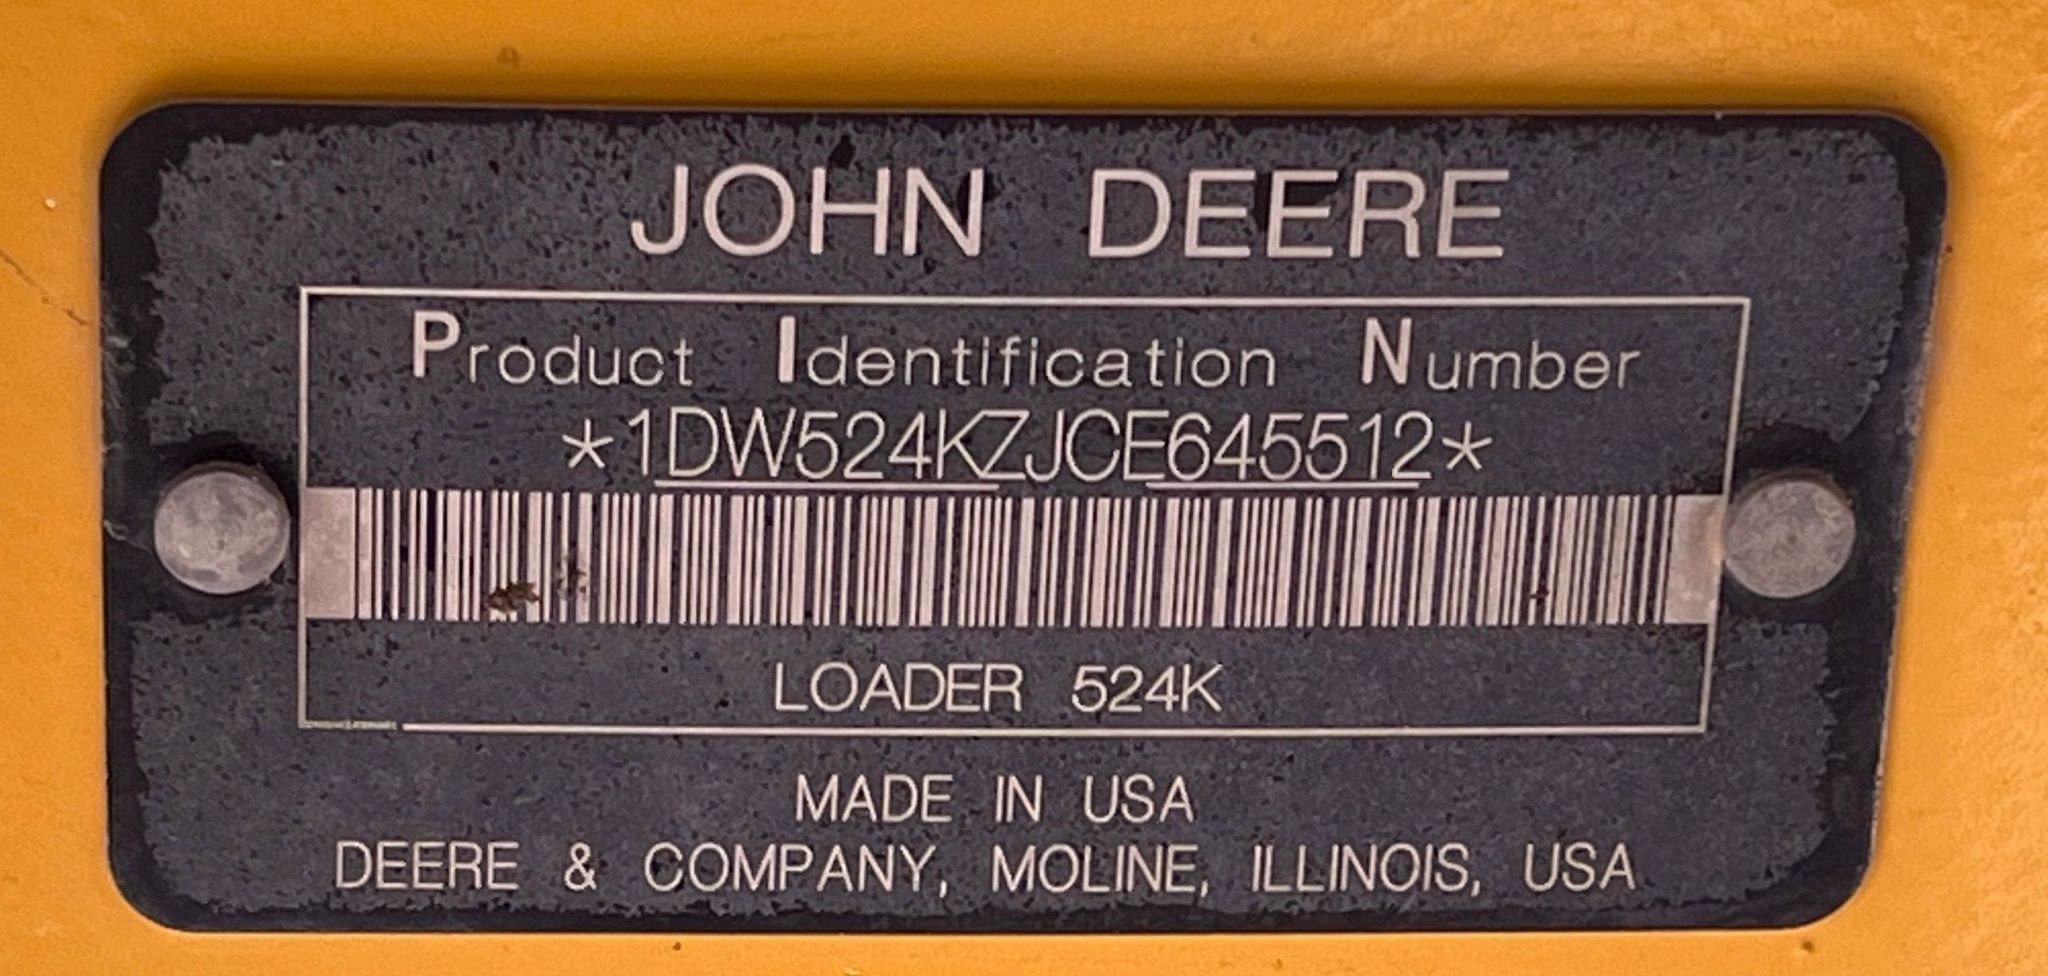 JOHN DEERE
Product Identification Number
*1DW524KZJCE645512*
LOADER 524K
MADE IN USA
DEERE & COMPANY, MOLINE, ILLINOIS, USA